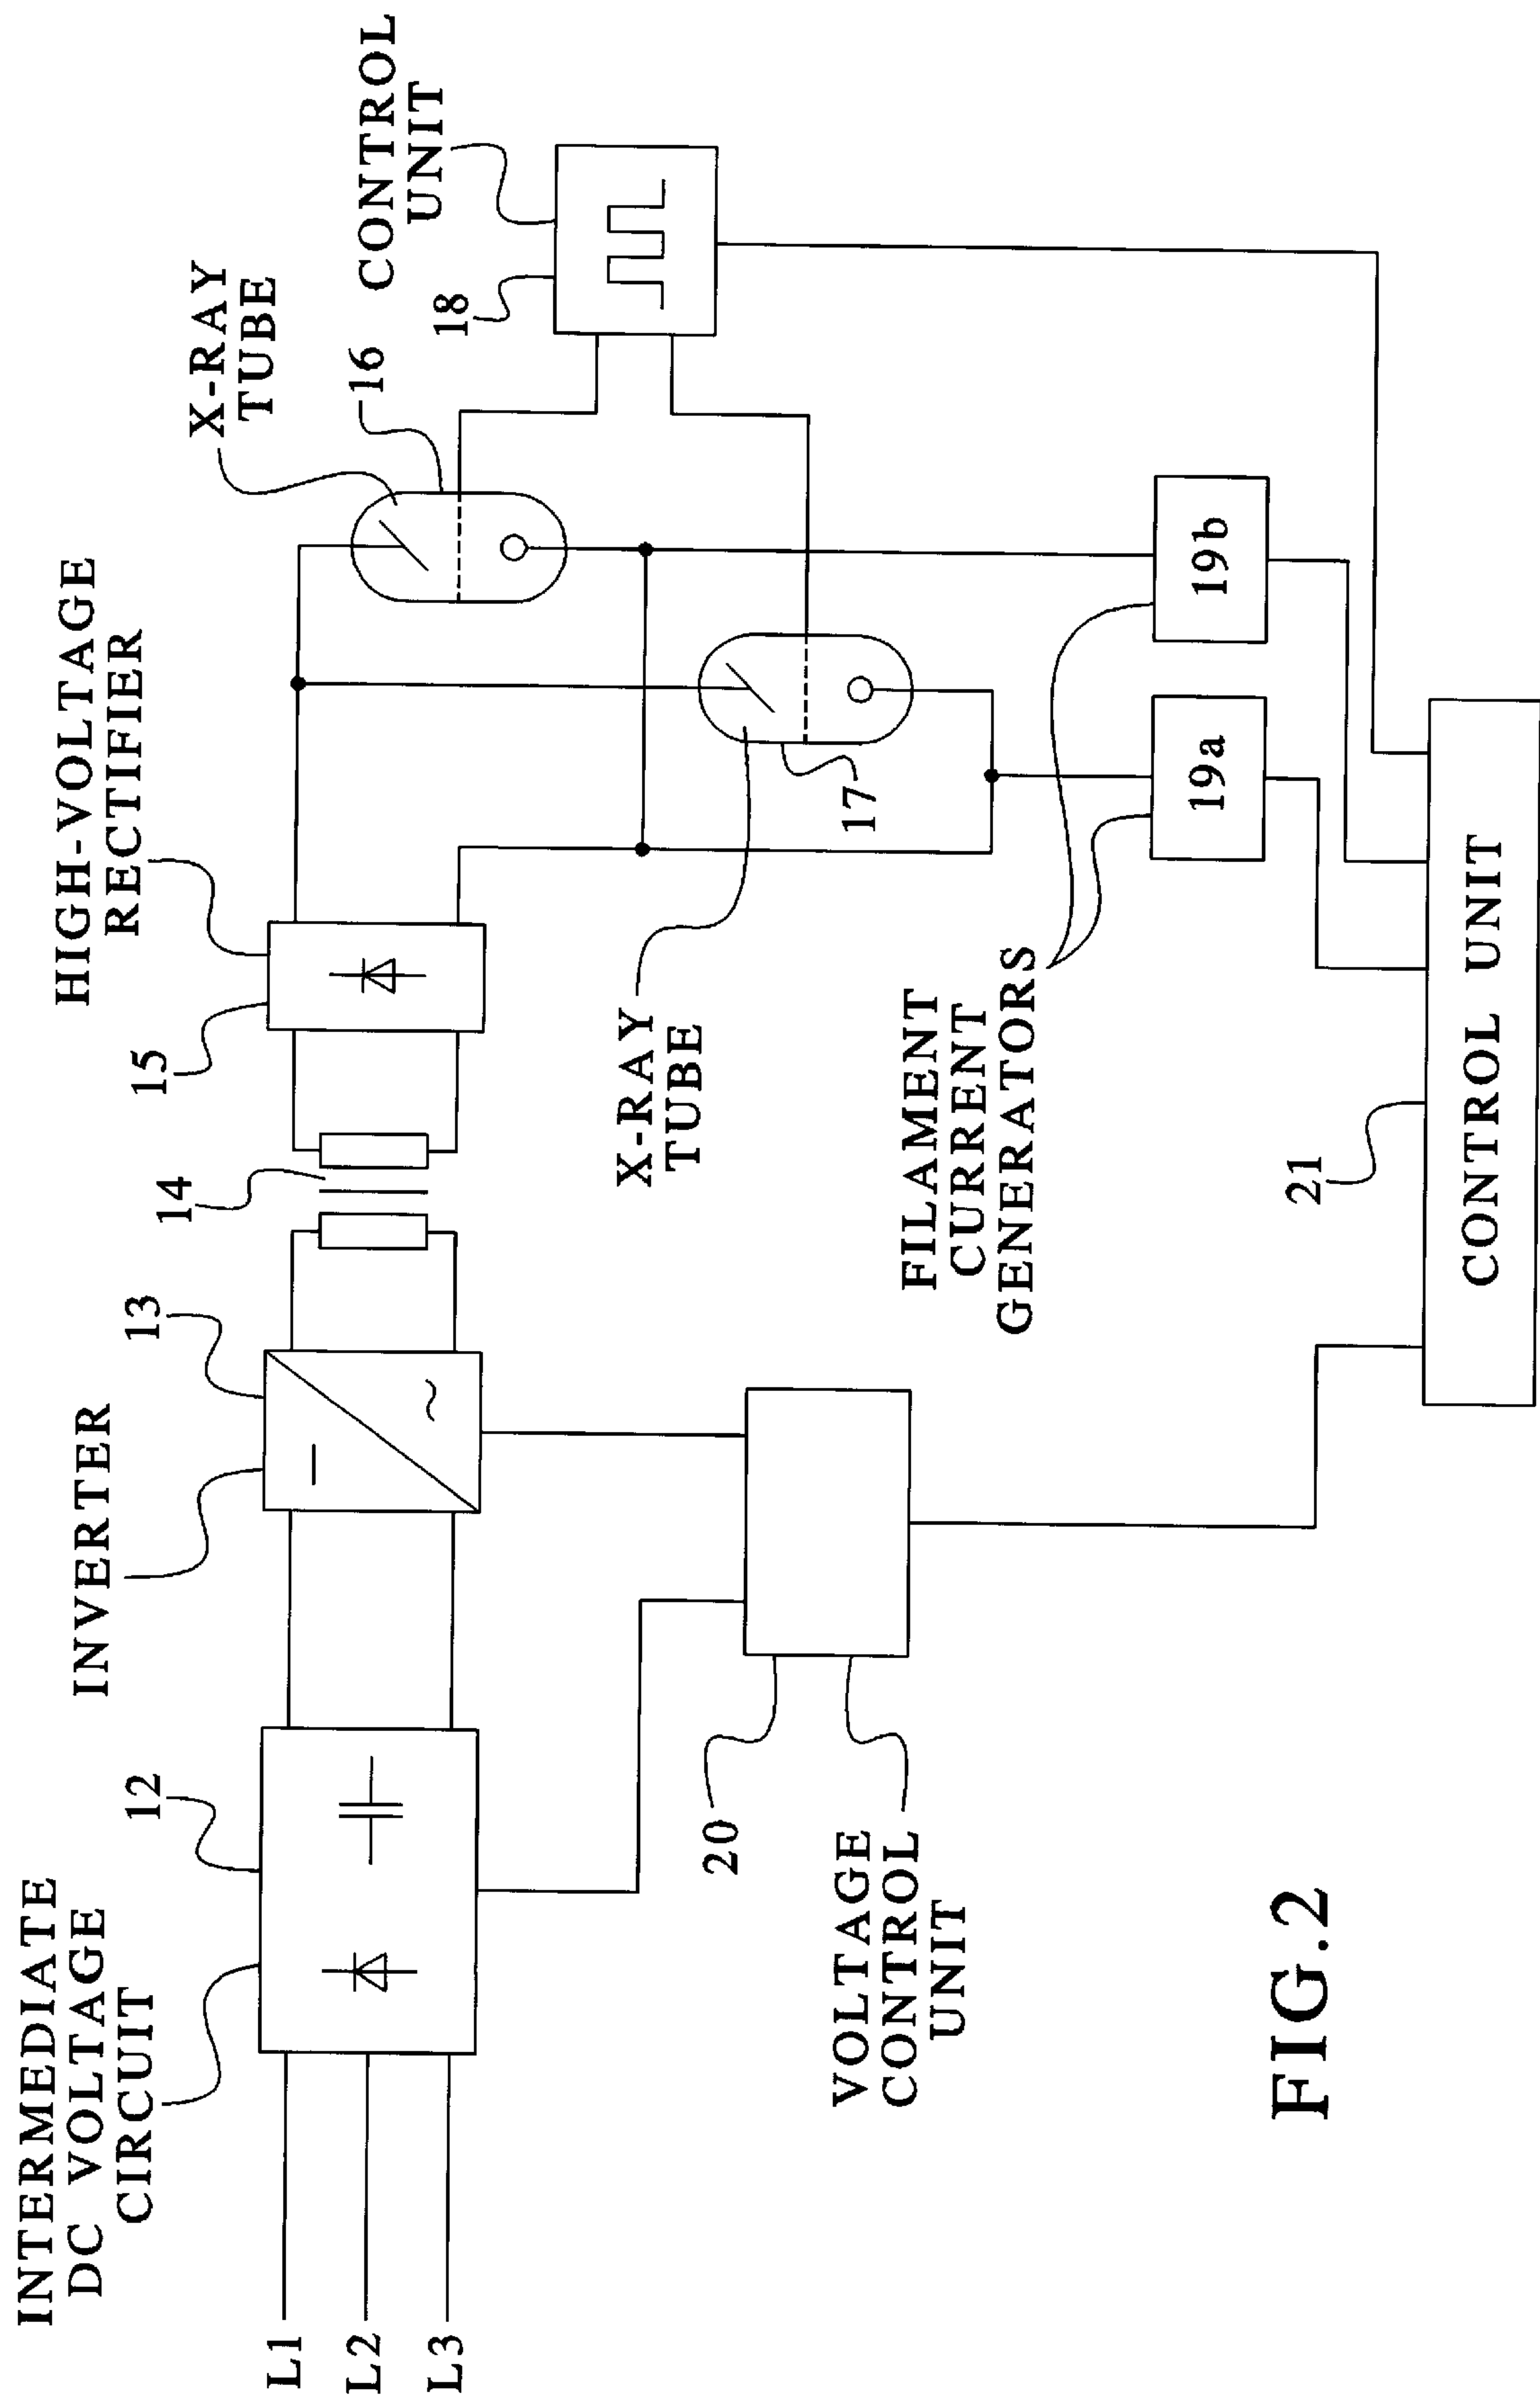 INTERMEDIATE
DC VOLTAGE
CIRCUIT
12
INVERTER
13
14
15
HIGH-VOLTAGE
RECTIFIER
X-RAY
TUBE
16
CONTROL
UNIT
18
L1
L2
L3
20
VOLTAGE
CONTROL
UNIT
X-RAY
TUBE
17
FILAMENT
CURRENT
GENERATORS
19a
19b
21
CONTROL UNIT
FIG.2